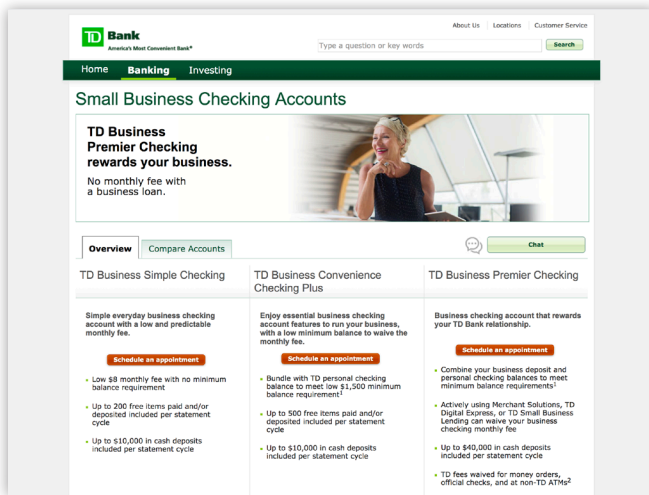 About Us
Locations
Customer Service
TD
Bank
America's Most Convenient Bank®
Type a question or key words
Search
Home
Banking
Investing
Small Business Checking Accounts
TD Business
Premier Checking
rewards your business.
No monthly fee with
a business loan.
Overview
Compare Accounts
Chat
TD Business Simple Checking
Simple everyday business checking
account with a low and predictable
monthly fee.
Schedule an appointment
• Low $8 monthly fee with no minimum
balance requirement
• Up to 200 free items paid and/or
deposited included per statement
cycle
• Up to $10,000 in cash deposits
included per statement cycle
TD Business Convenience
Checking Plus
Enjoy essential business checking
account features to run your business,
with a low minimum balance to waive the
monthly fee.
Schedule an appointment
• Bundle with TD personal checking
balance to meet low $1,500 minimum
balance requirement¹
• Up to 500 free items paid and/or
deposited included per statement
cycle
• Up to $10,000 in cash deposits
included per statement cycle
TD Business Premier Checking
Business checking account that rewards
your TD Bank relationship.
Schedule an appointment
• Combine your business deposit and
personal checking balances to meet
minimum balance requirements¹
• Actively using Merchant Solutions, TD
Digital Express, or TD Small Business
Lending can waive your business
checking monthly fee
• Up to $40,000 in cash deposits
included per statement cycle
• TD fees waived for money orders,
official checks, and at non-TD ATMs²